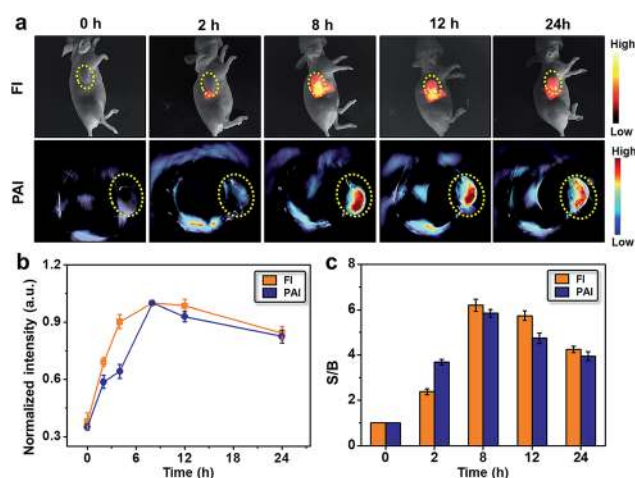 a
0 h 2 h 8 h 12 h 24h
FI
High
Low
PAI
High
Low
b
Normalized intensity (a.u.)
1.2
0.9
0.6
0.3
FI
PAI
0 6 12 18 24
Time (h)
c
S/B
8
6
4
2
0
FI
PAI
0 2 8 12 24
Time (h)